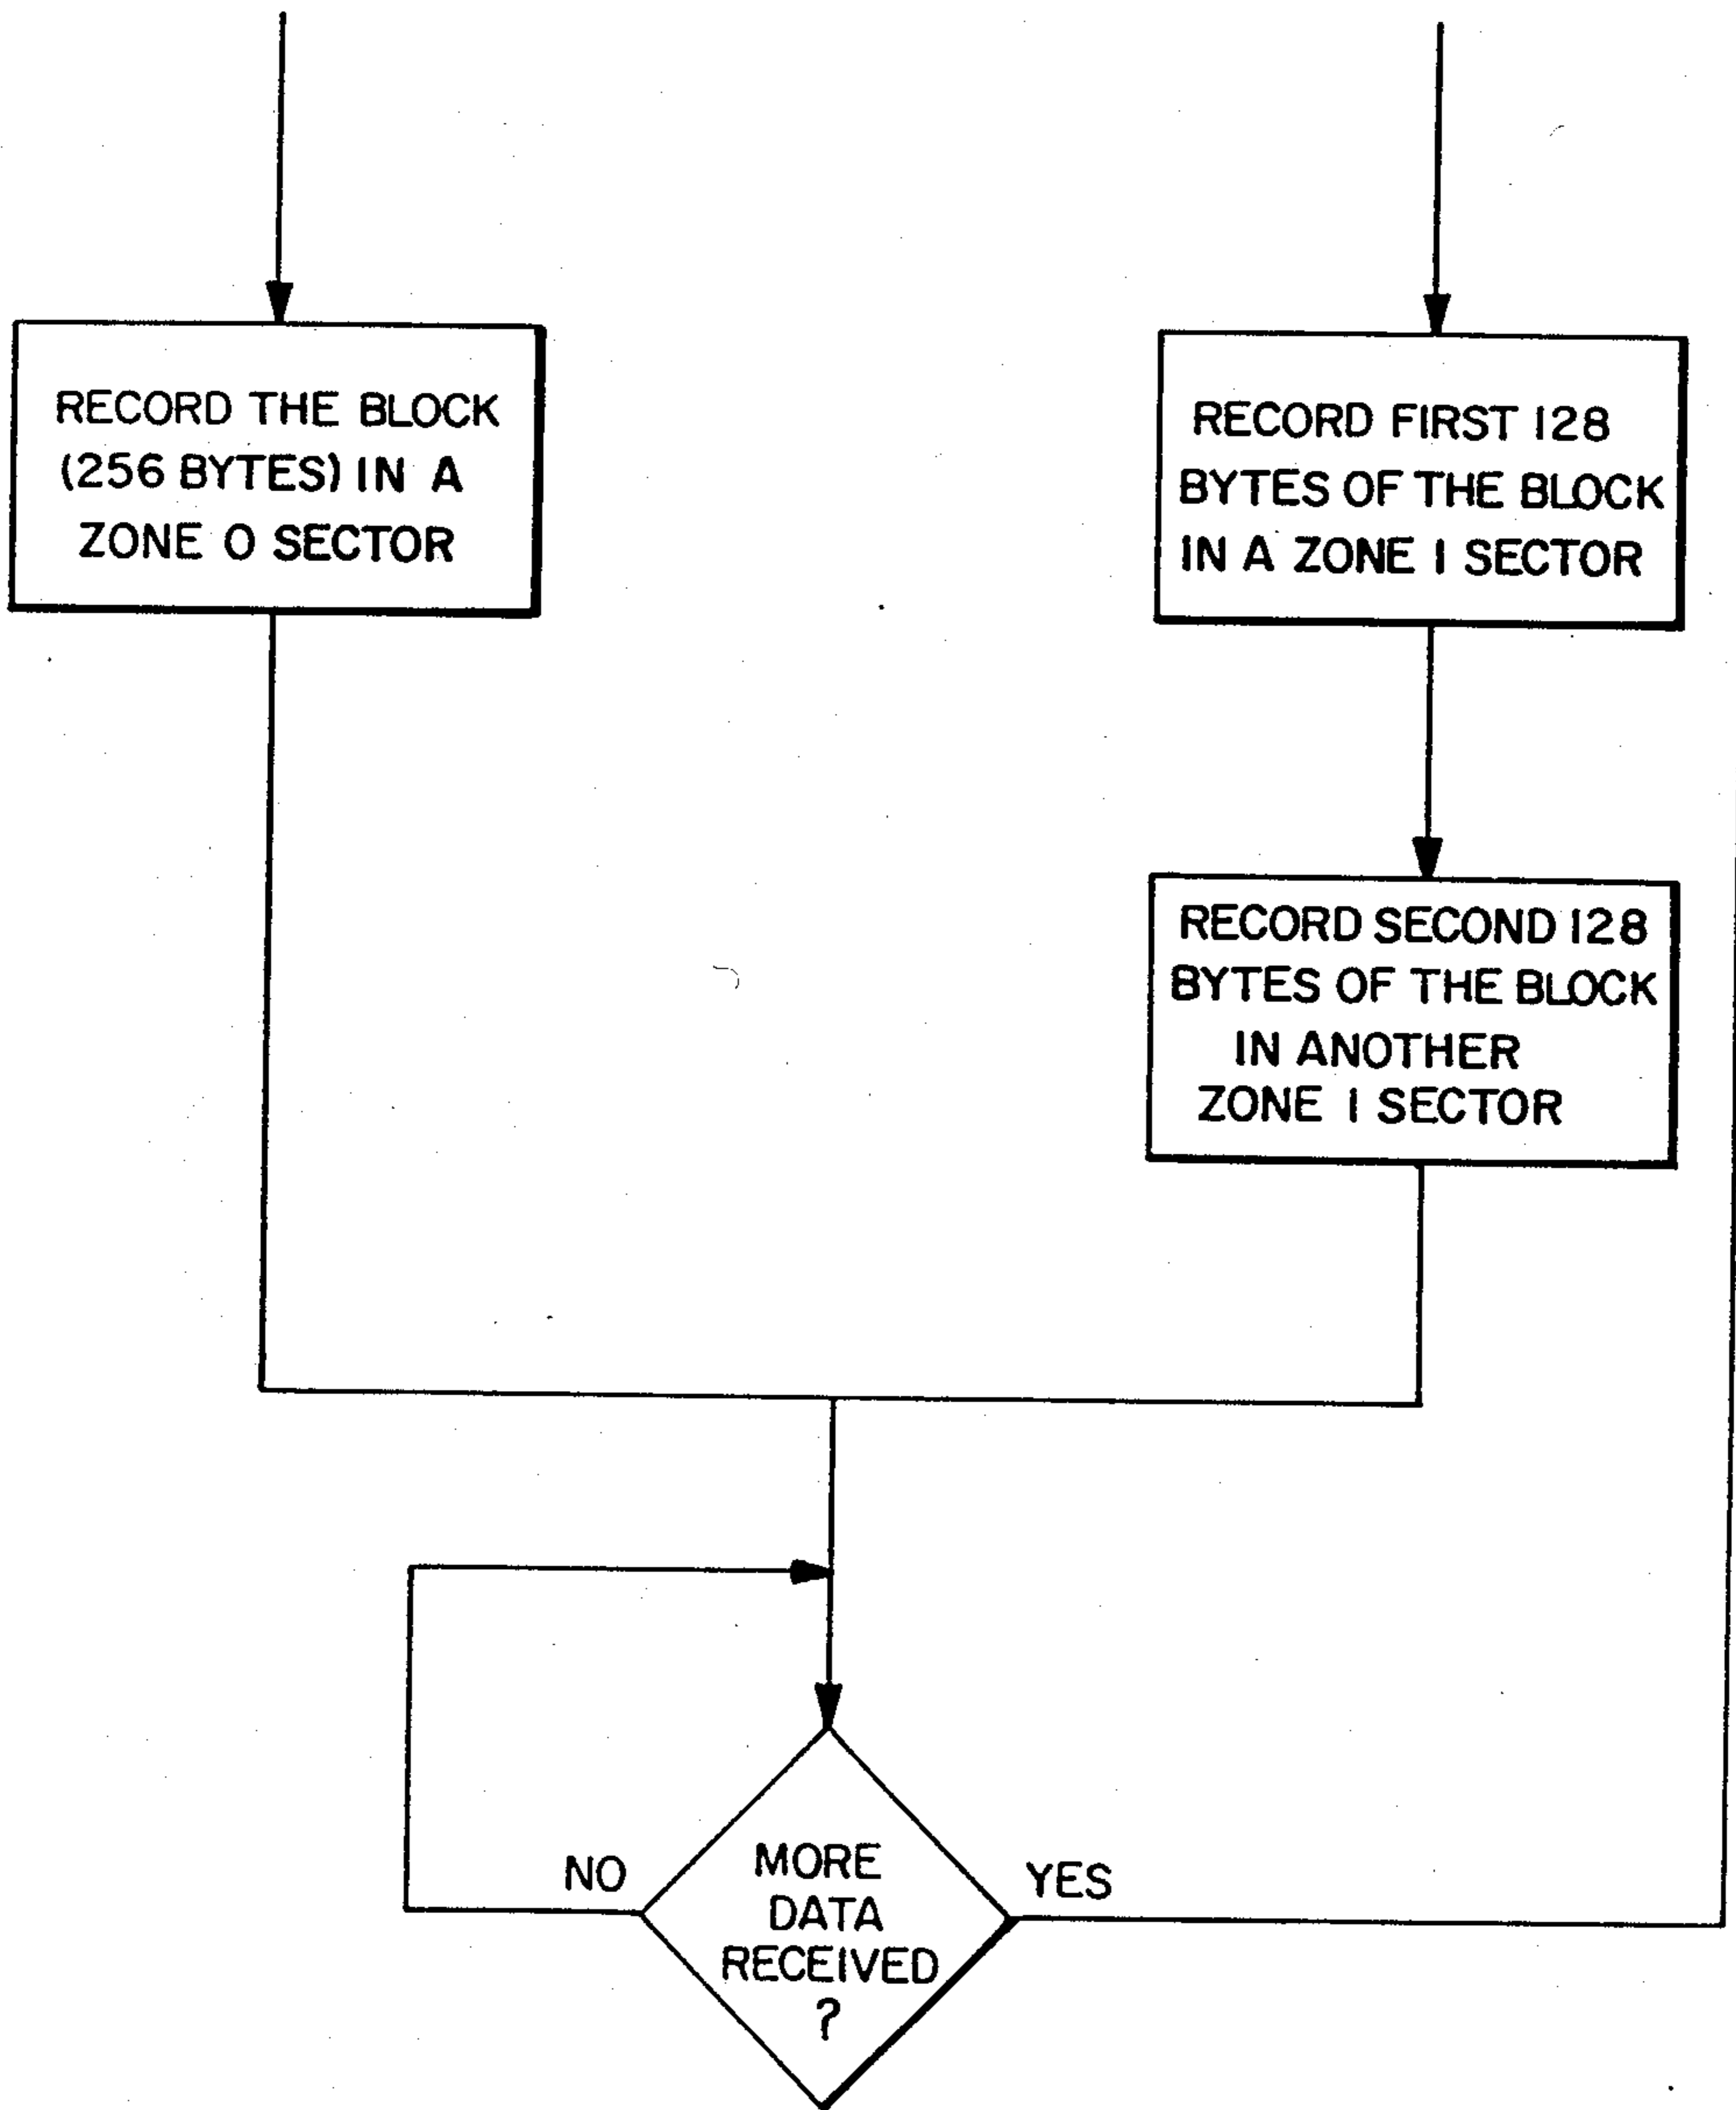 RECORD THE BLOCK
(256 BYTES) IN A
ZONE 0 SECTOR
RECORD FIRST 128
BYTES OF THE BLOCK
IN A ZONE 1 SECTOR
RECORD SECOND 128
BYTES OF THE BLOCK
IN ANOTHER
ZONE 1 SECTOR
NO
MORE
DATA
RECEIVED
?
YES